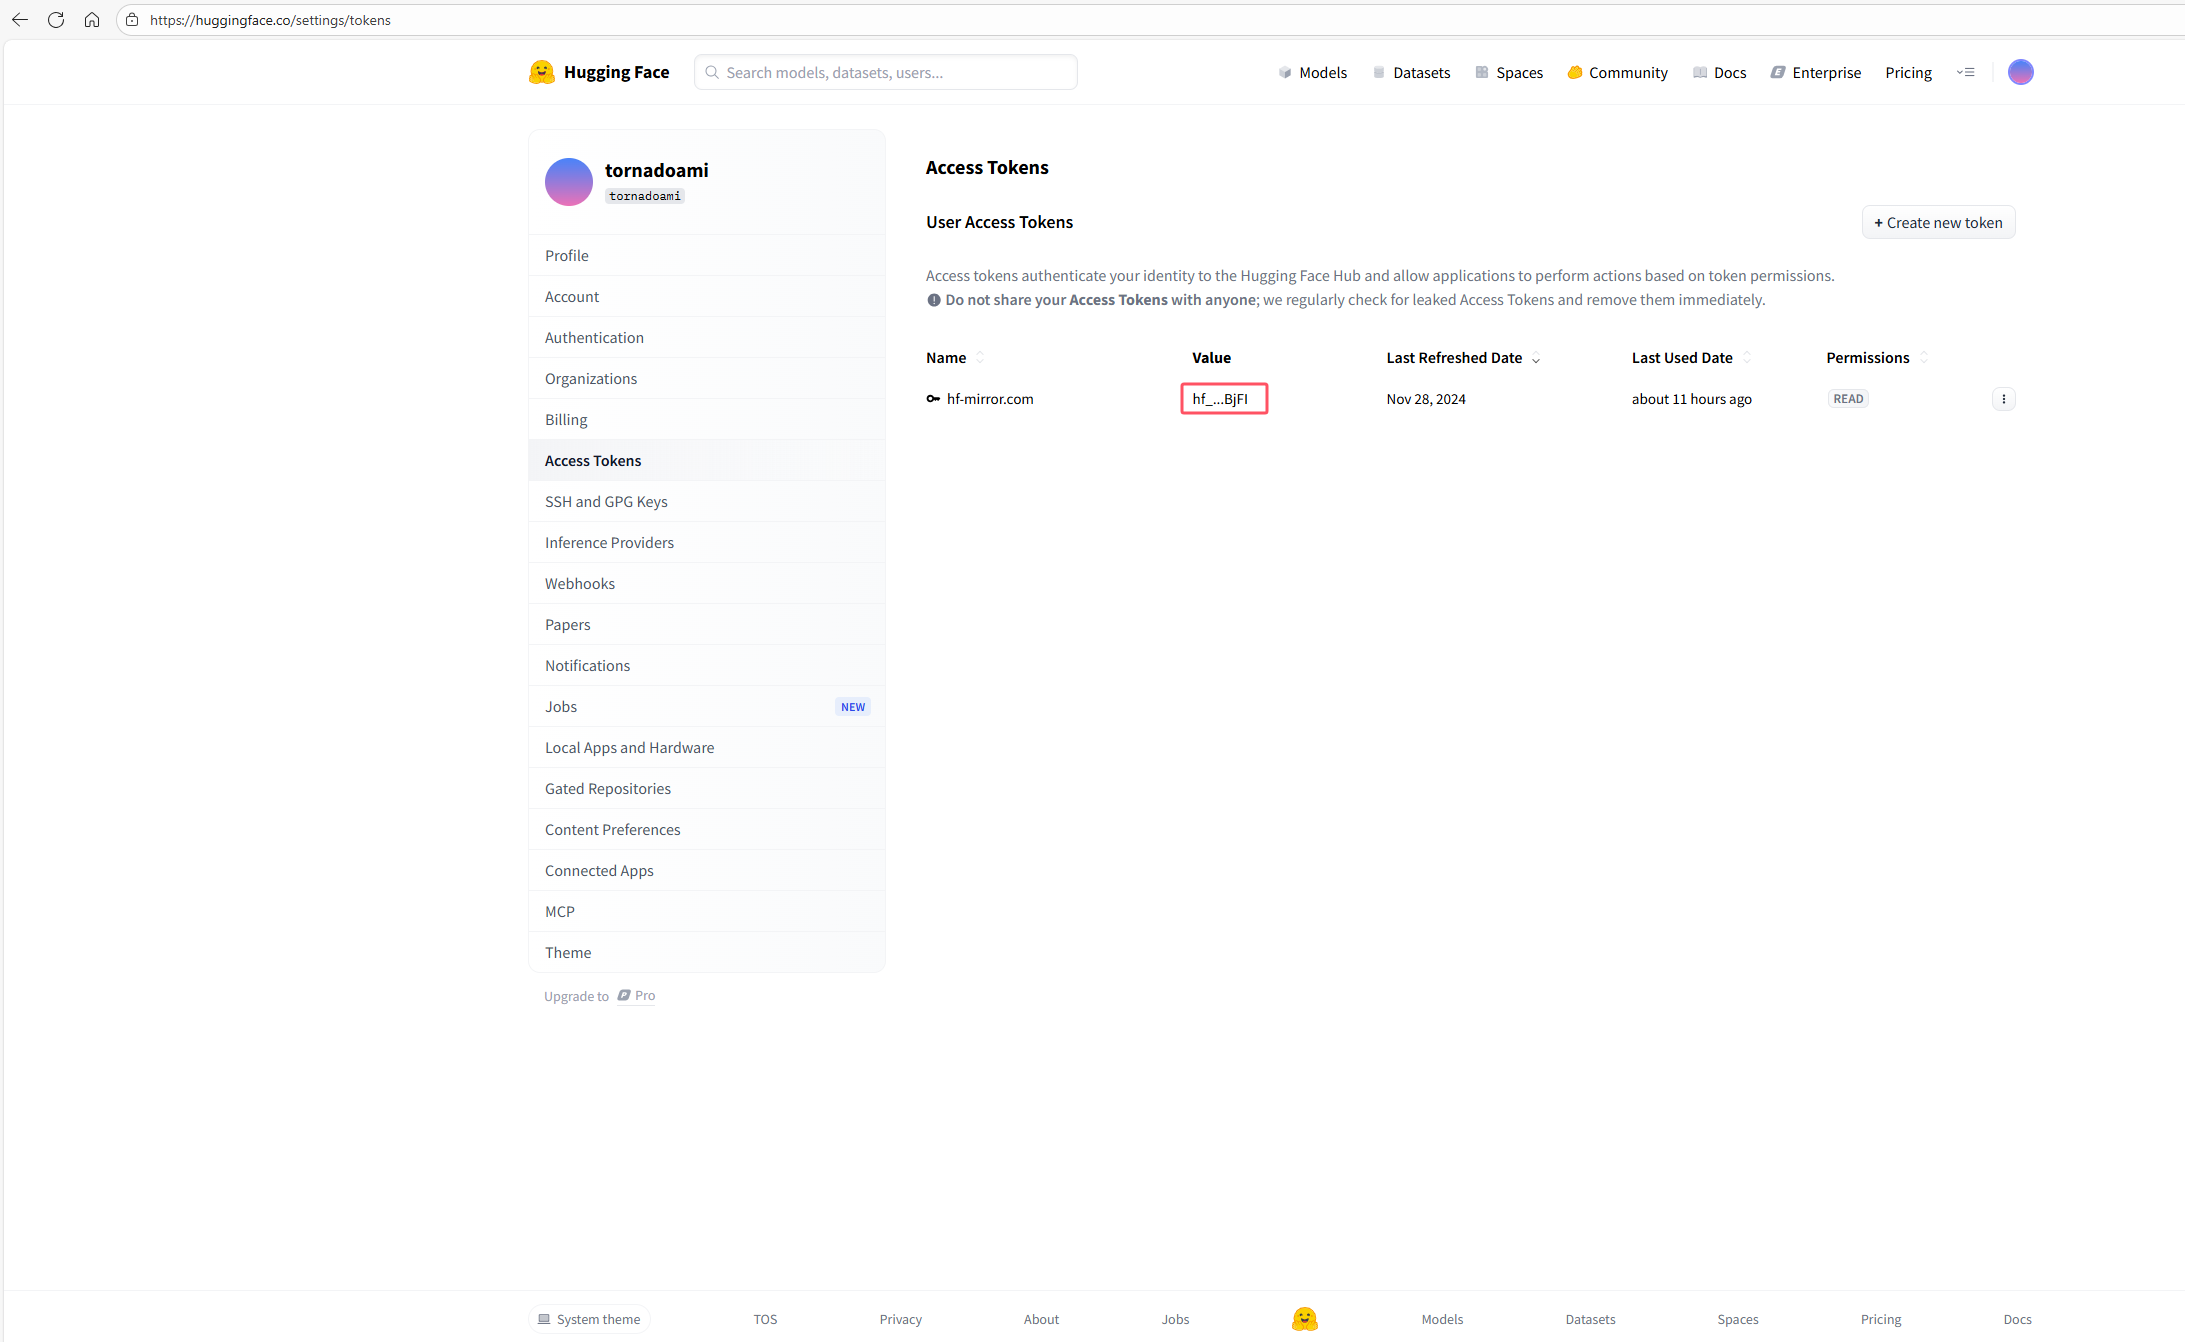 https://huggingface.co/settings/tokens
Hugging Face
Search models, datasets, users...
Models
Datasets
Spaces
Community
Docs
Enterprise
Pricing
tornadoami
tornadoami
Profile
Account
Authentication
Organizations
Billing
Access Tokens
SSH and GPG Keys
Inference Providers
Webhooks
Papers
Notifications
Jobs NEW
Local Apps and Hardware
Gated Repositories
Content Preferences
Connected Apps
MCP
Theme
Upgrade to Pro
Access Tokens
User Access Tokens
+ Create new token
Access tokens authenticate your identity to the Hugging Face Hub and allow applications to perform actions based on token permissions.
Do not share your Access Tokens with anyone; we regularly check for leaked Access Tokens and remove them immediately.
Name Value Last Refreshed Date Last Used Date Permissions
hf-mirror.com hf_...BjFI Nov 28, 2024 about 11 hours ago READ
System theme TOS Privacy About Jobs Models Datasets Spaces Pricing Docs